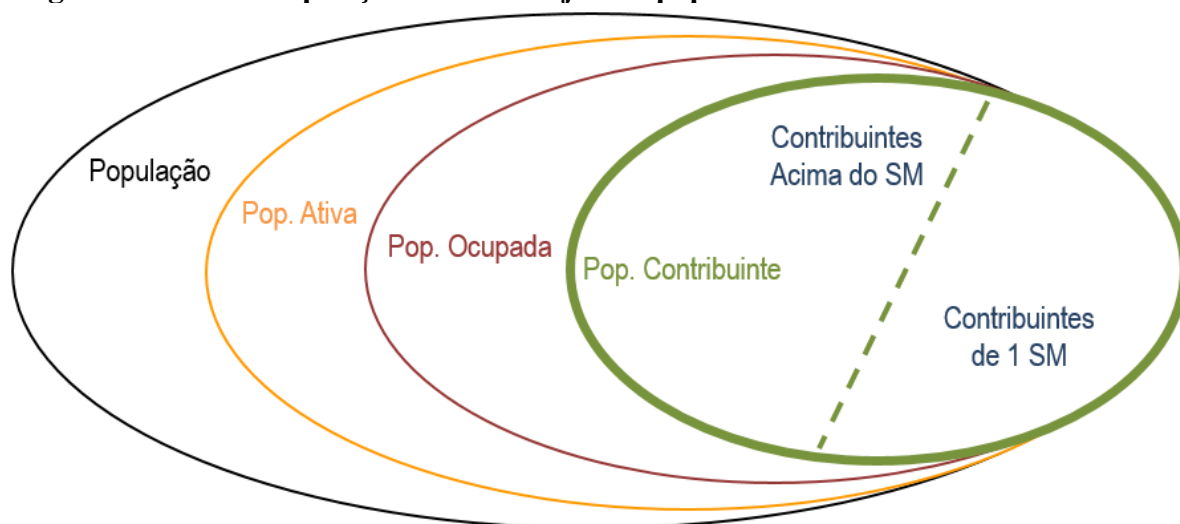 População
Pop. Ativa
Pop. Ocupada
Pop. Contribuinte
Contribuintes
Acima do SM
Contribuintes
de 1 SM